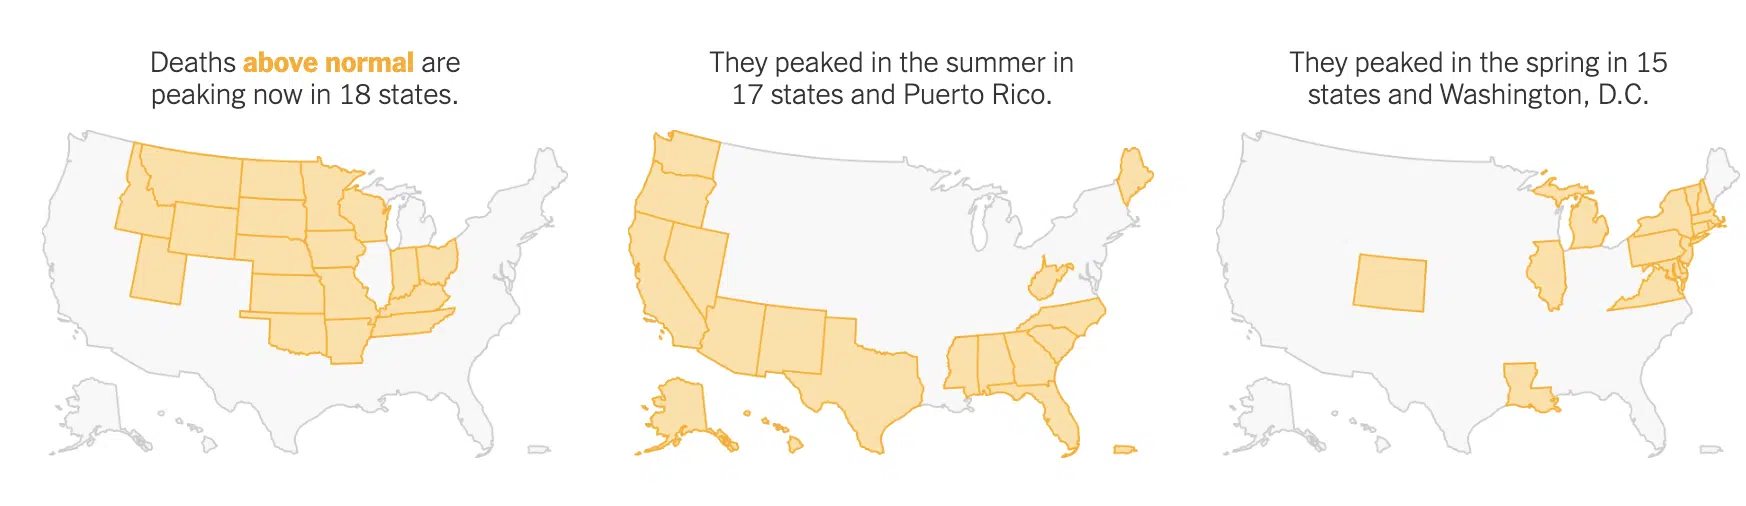 Deaths above normal are
peaking now in 18 states.
They peaked in the summer in
17 states and Puerto Rico.
They peaked in the spring in 15
states and Washington, D.C.